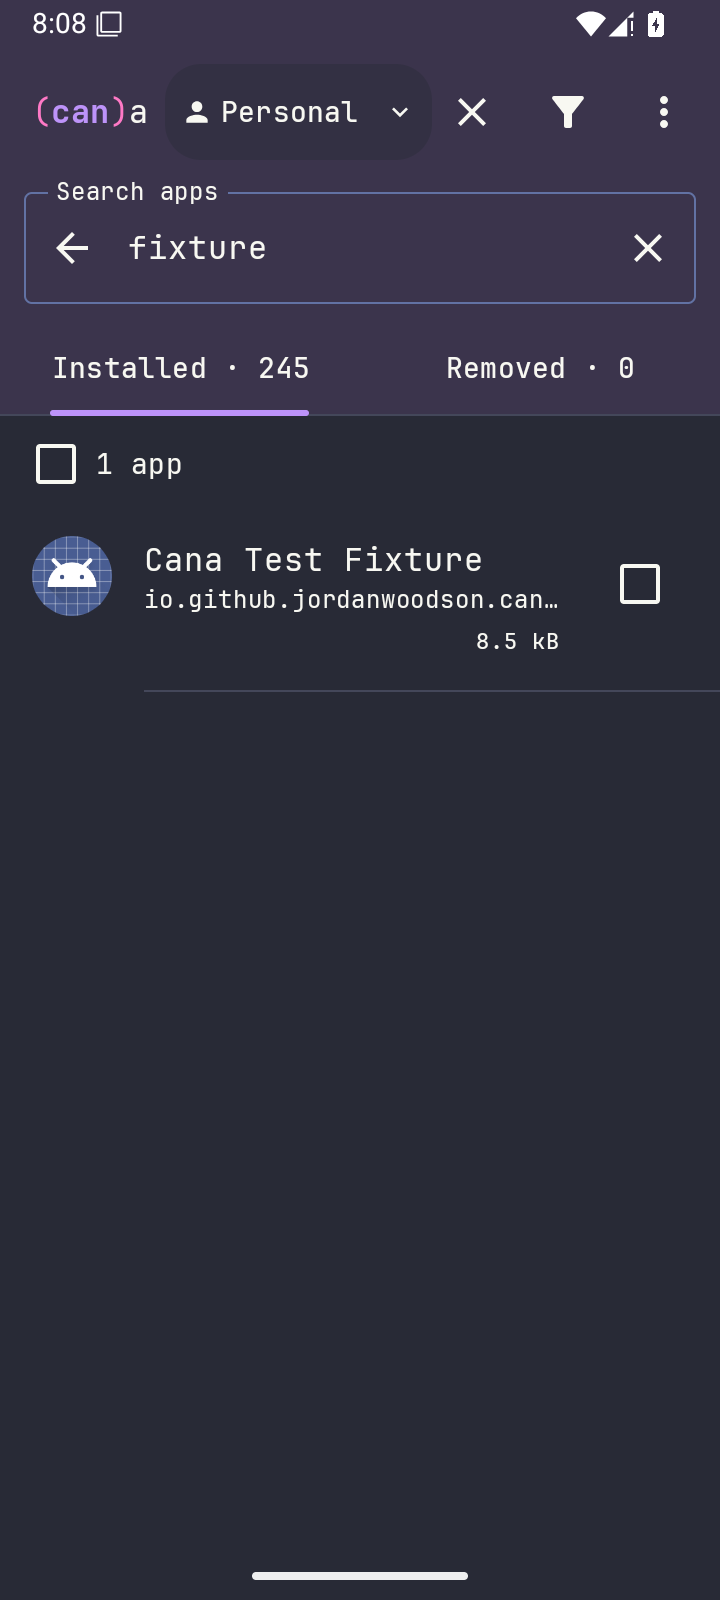 8:08
(can)a
Personal
Search apps
fixture
Installed · 245
Removed · 0
1 app
Cana Test Fixture
io.github.jordanwoodson.can…
8.5 kB